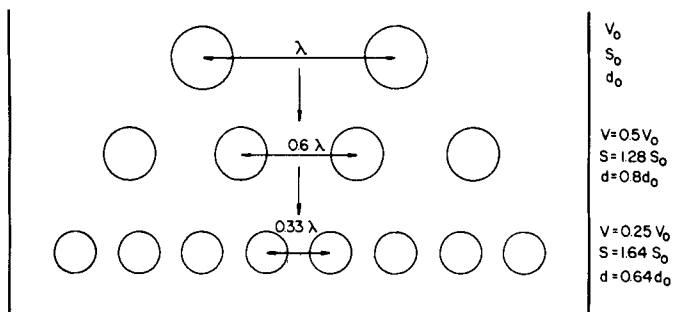 λ
V₀
S₀
d₀
0.6 λ
V=0.5V₀
S=1.28 S₀
d=0.8d₀
0.33 λ
V=0.25 V₀
S=1.64 S₀
d=0.64d₀